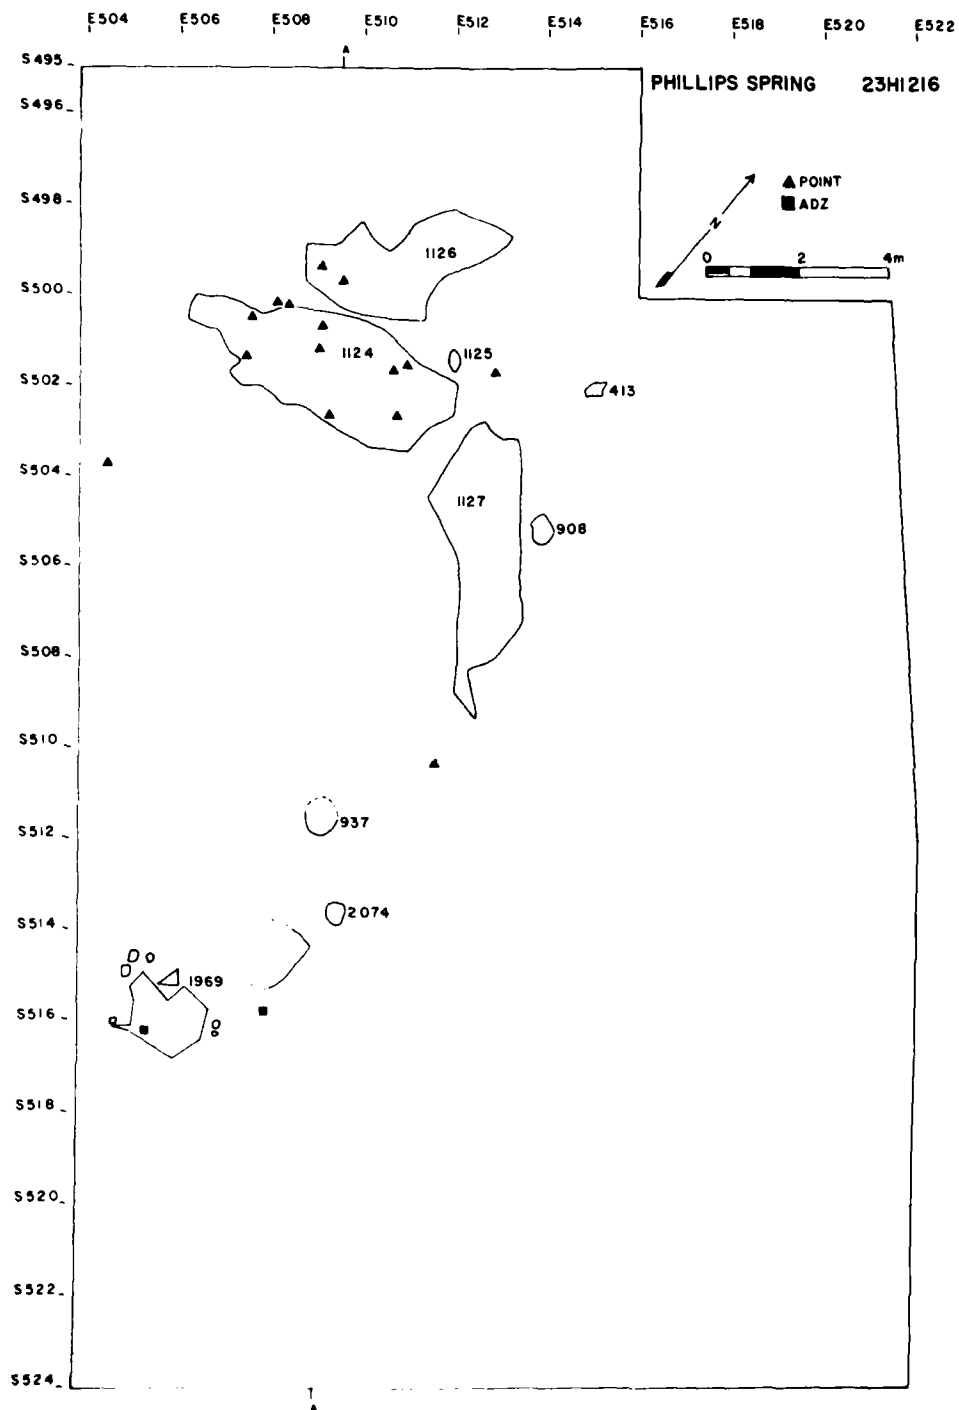 E504 E506 E508 E510 E512 E514 E516 E518 E520 E522
A
S495
PHILLIPS SPRING 23HI216
S496
S498
POINT
ADZ
N
1126
0 2 4m
S500
1124
1125
S502
413
S504
1127
908
S506
S508
S510
937
S512
2074
S514
1969
S516
S518
S520
S522
S524
A